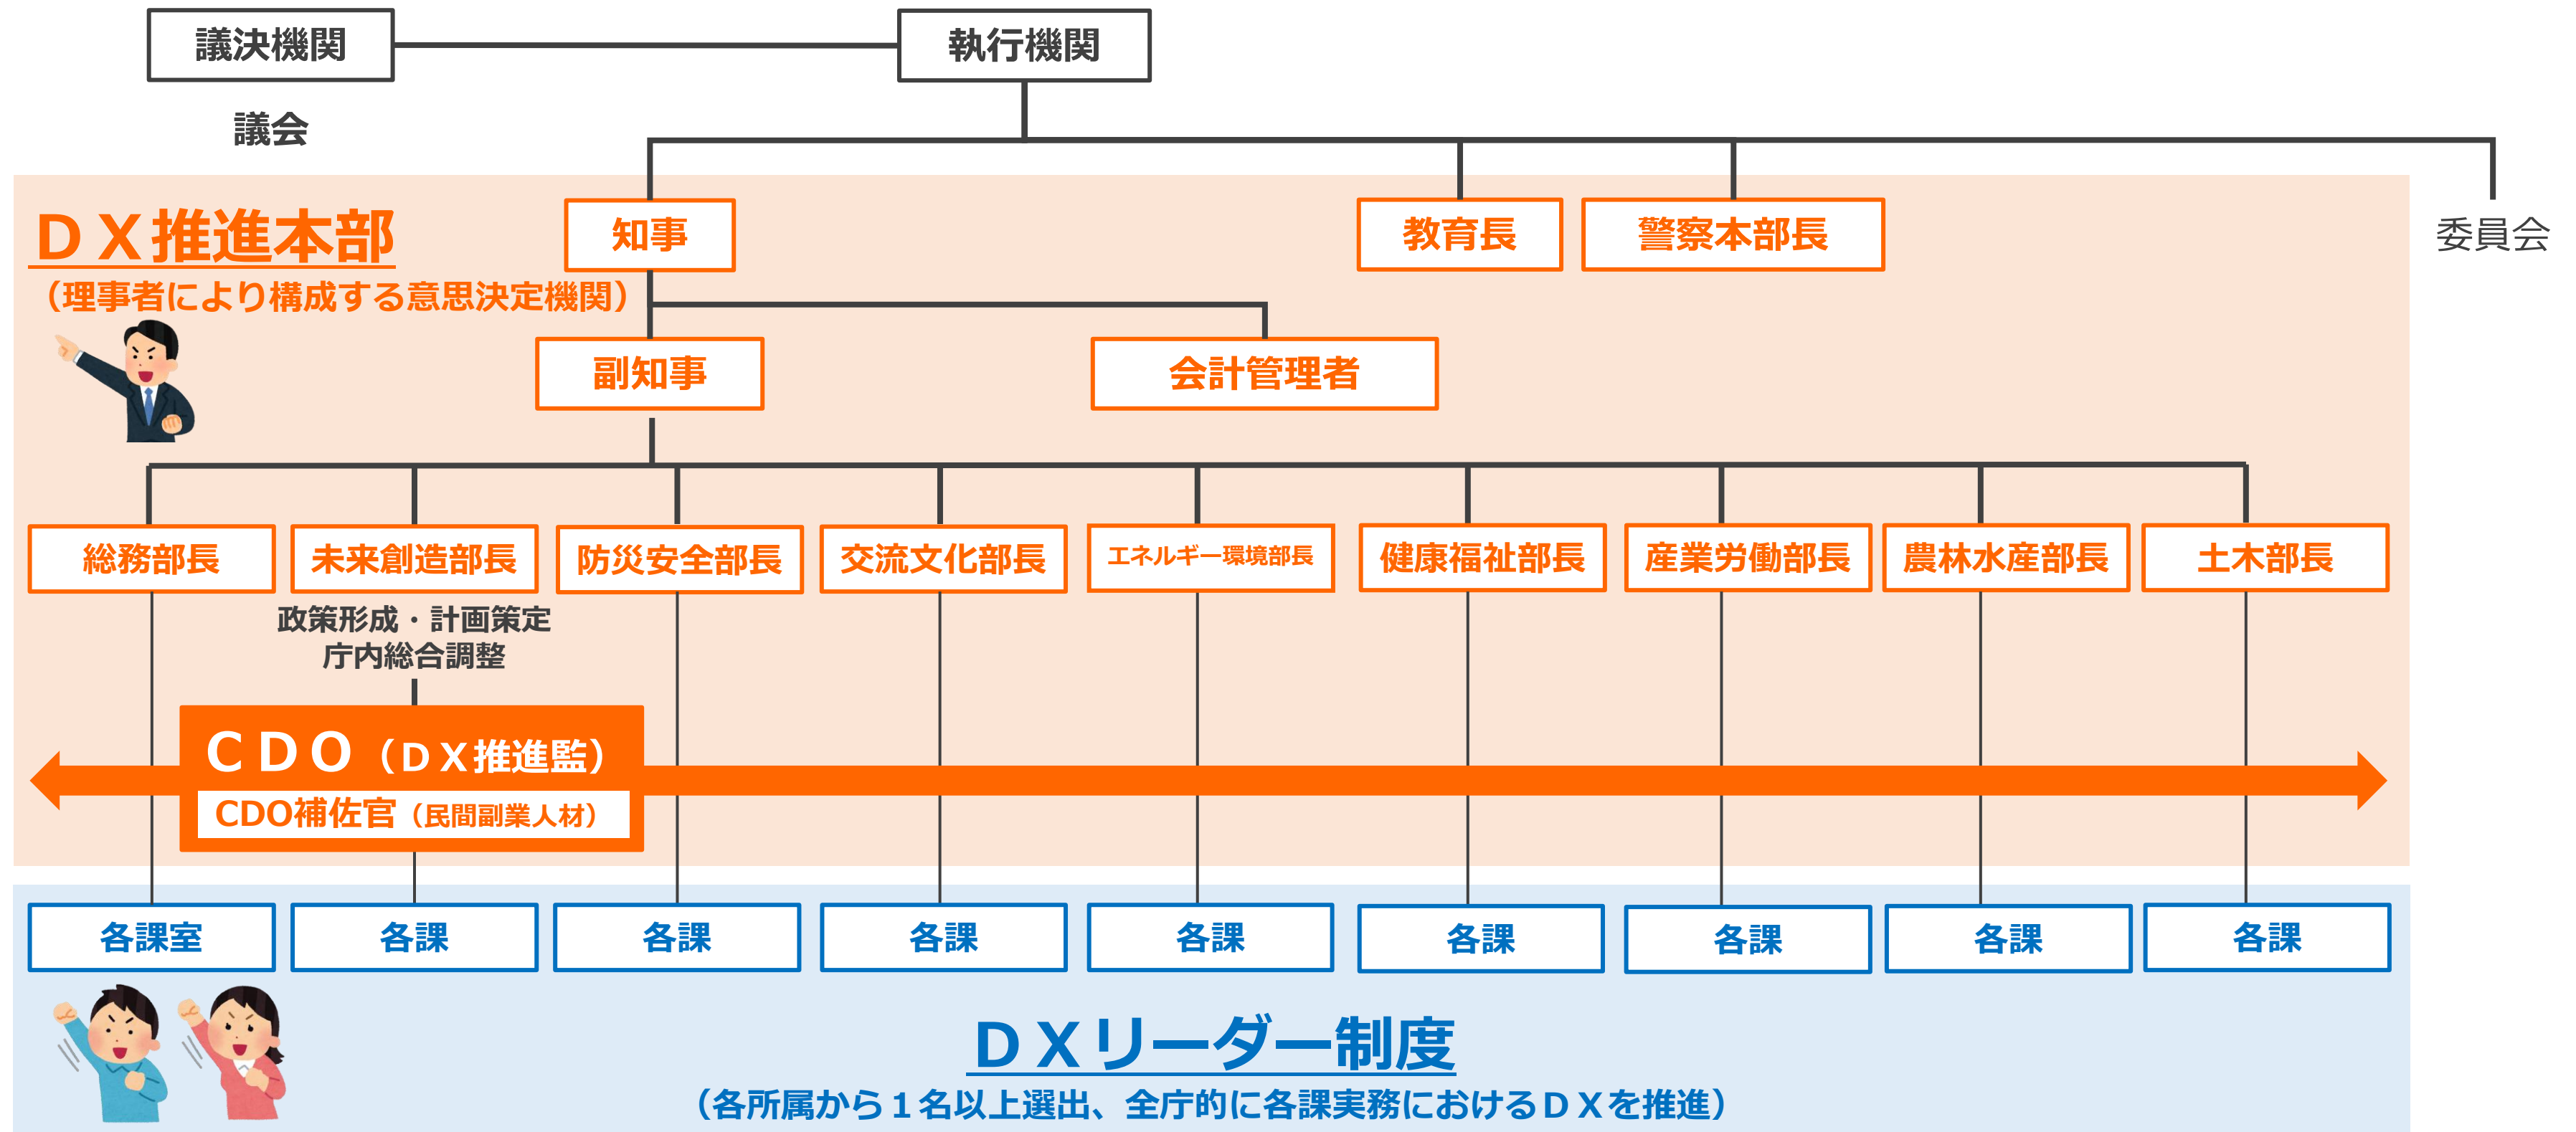 議決機関
執行機関
議会
ＤＸ推進本部
（理事者により構成する意思決定機関）
知事
教育長
警察本部長
委員会
副知事
会計管理者
総務部長
未来創造部長
防災安全部長
交流文化部長
エネルギー環境部長
健康福祉部長
産業労働部長
農林水産部長
土木部長
政策形成・計画策定
庁内総合調整
ＣＤＯ（ＤＸ推進監）
CDO補佐官（民間副業人材）
各課室
各課
各課
各課
各課
各課
各課
各課
各課
ＤＸリーダー制度
（各所属から１名以上選出、全庁的に各課実務におけるＤＸを推進）